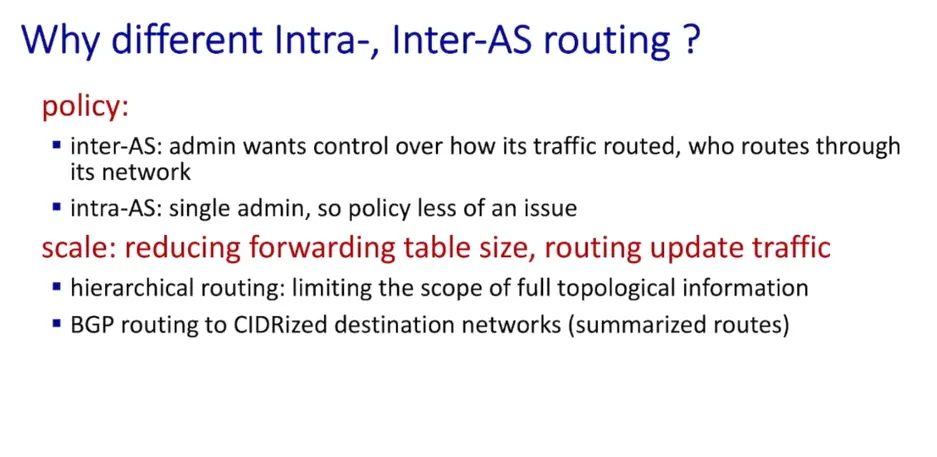 Why different Intra-, Inter-AS routing ?
policy:
▪ inter-AS: admin wants control over how its traffic routed, who routes through
its network
▪ intra-AS: single admin, so policy less of an issue
scale: reducing forwarding table size, routing update traffic
▪ hierarchical routing: limiting the scope of full topological information
▪ BGP routing to CIDRized destination networks (summarized routes)